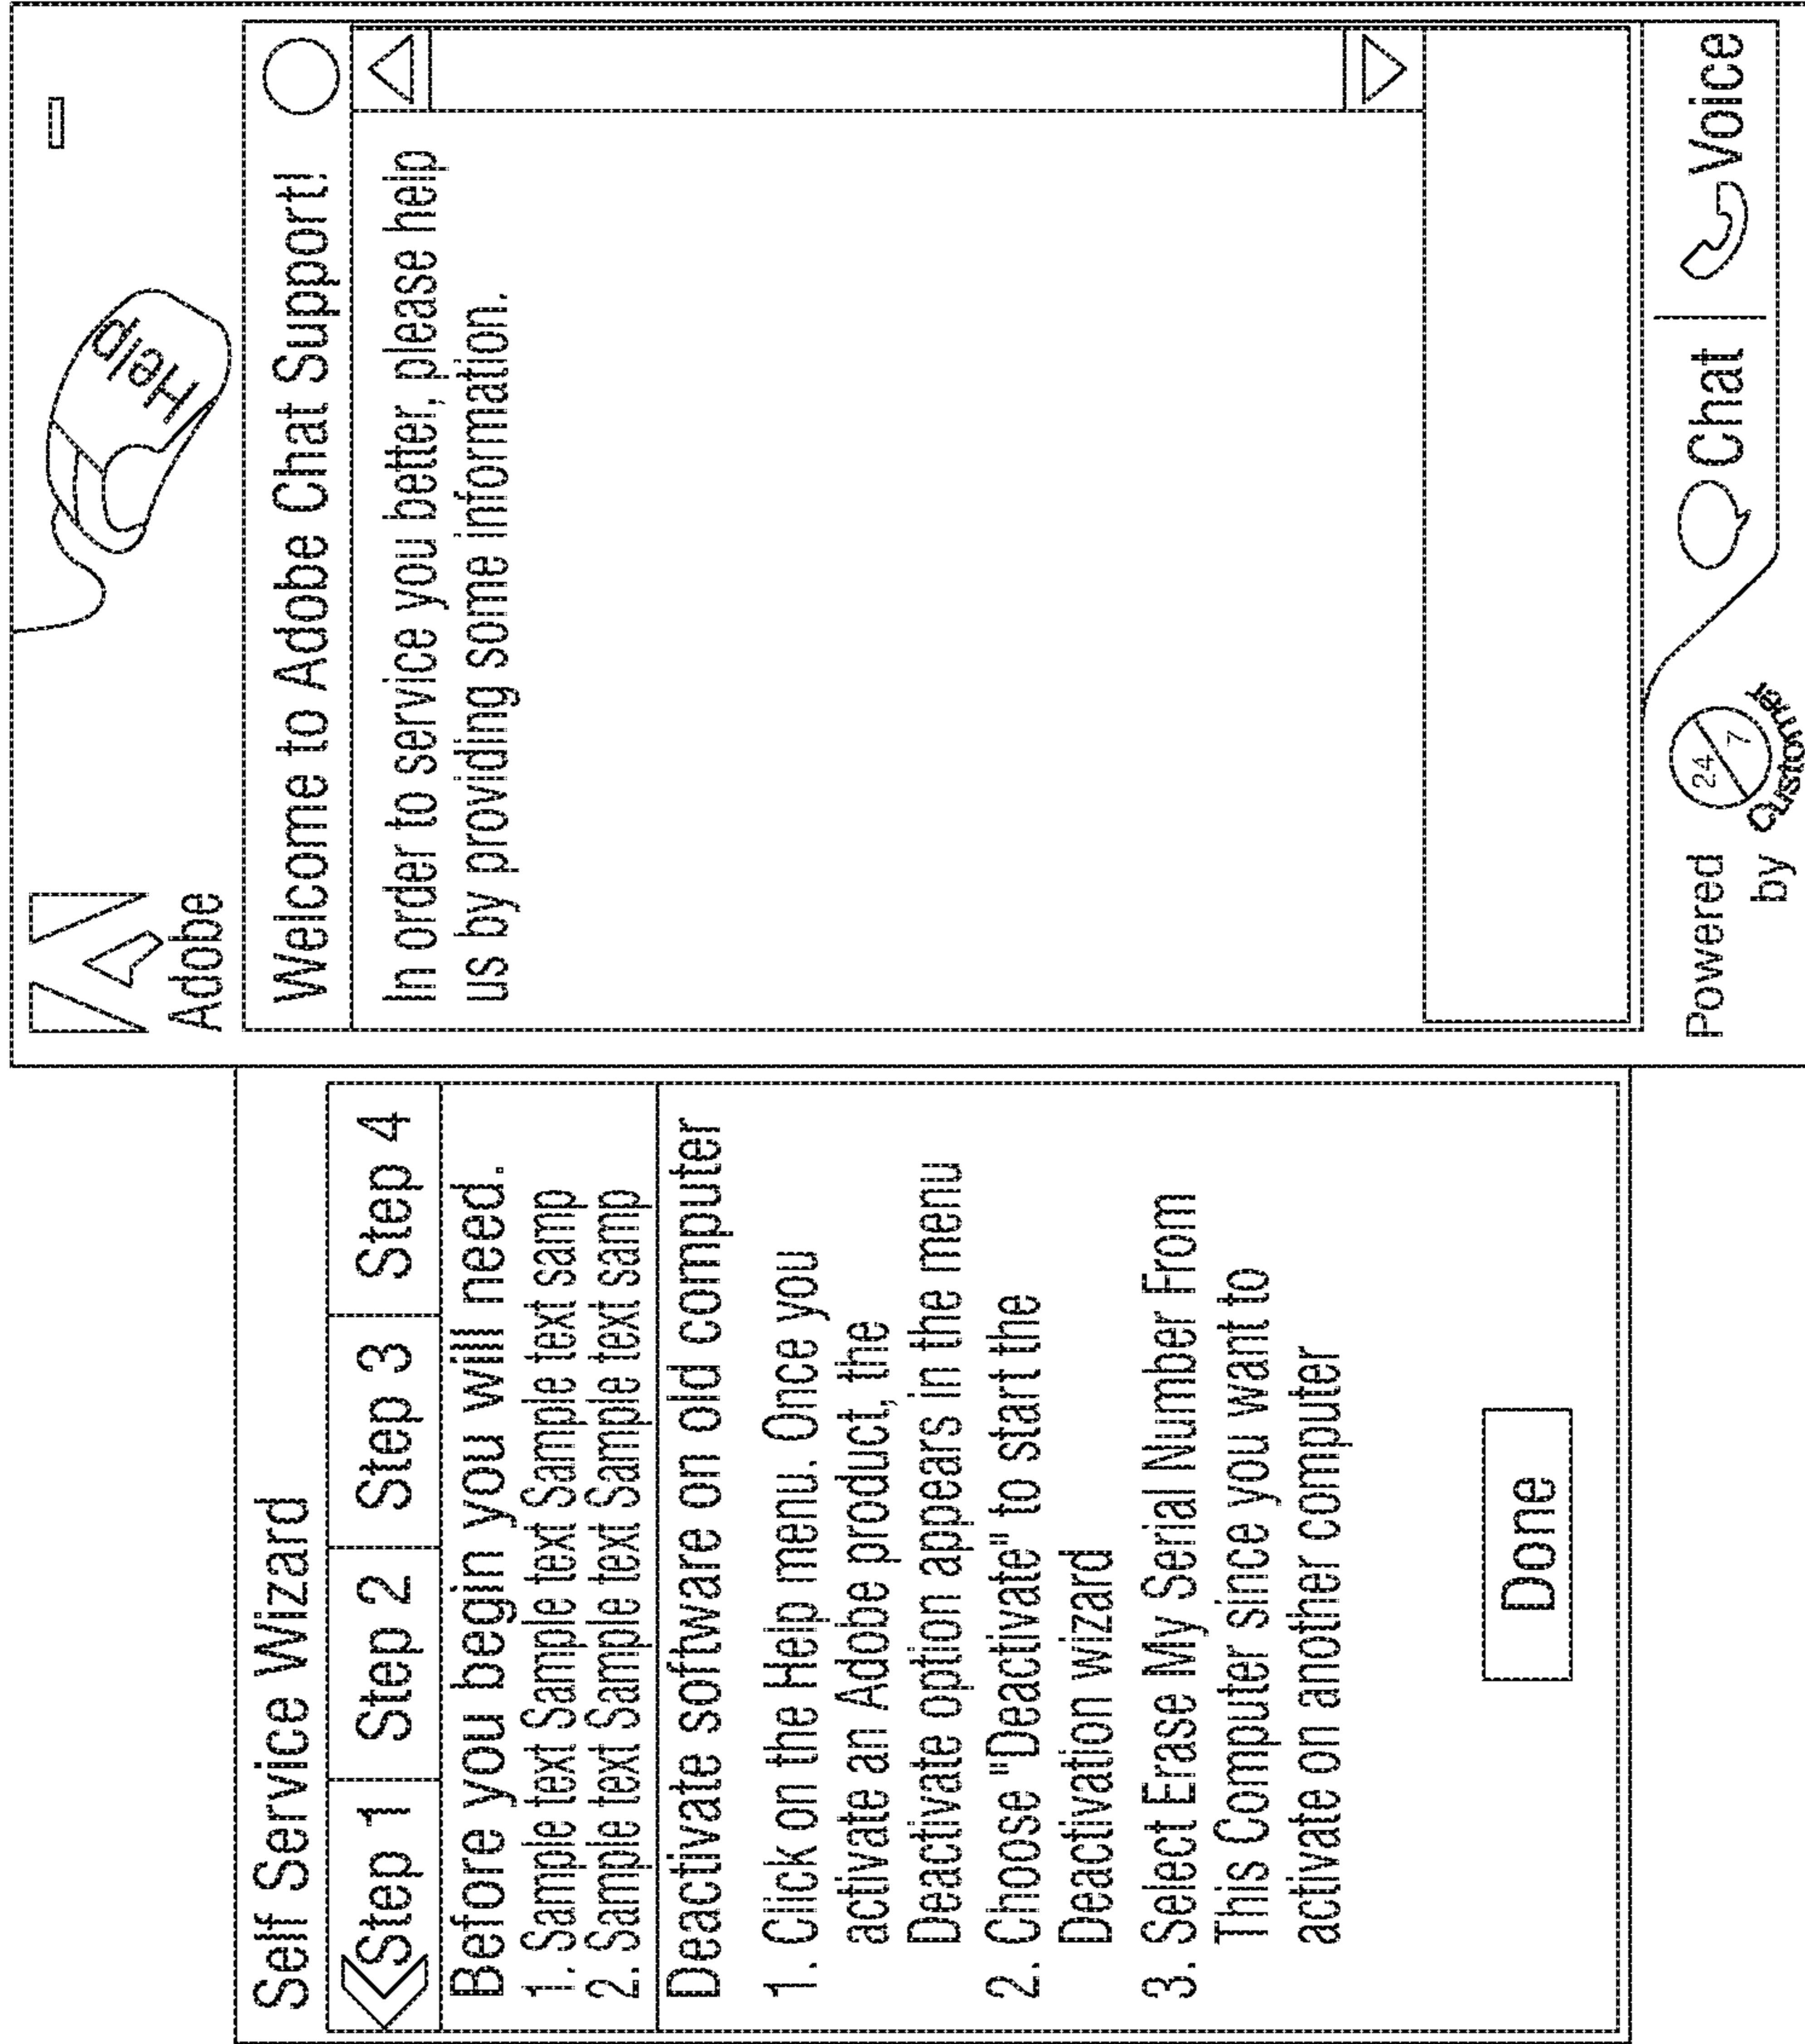 Self Service Wizard
Step 1 Step 2 Step 3 Step 4
Before you begin you will need.
1. Sample text Sample text Sample text samp
2. Sample text Sample text Sample text samp
Deactivate software on old computer
1. Click on the Help menu. Once you
activate an Adobe product, the
Deactivate option appears in the menu
2. Choose "Deactivate" to start the
Deactivation wizard
3. Select Erase My Serial Number From
This Computer since you want to
activate on another computer
Done
Adobe
Help
Welcome to Adobe Chat Support!
In order to service you better, please help
us by providing some information.
Powered
by
24/7
Customer
Chat
Voice